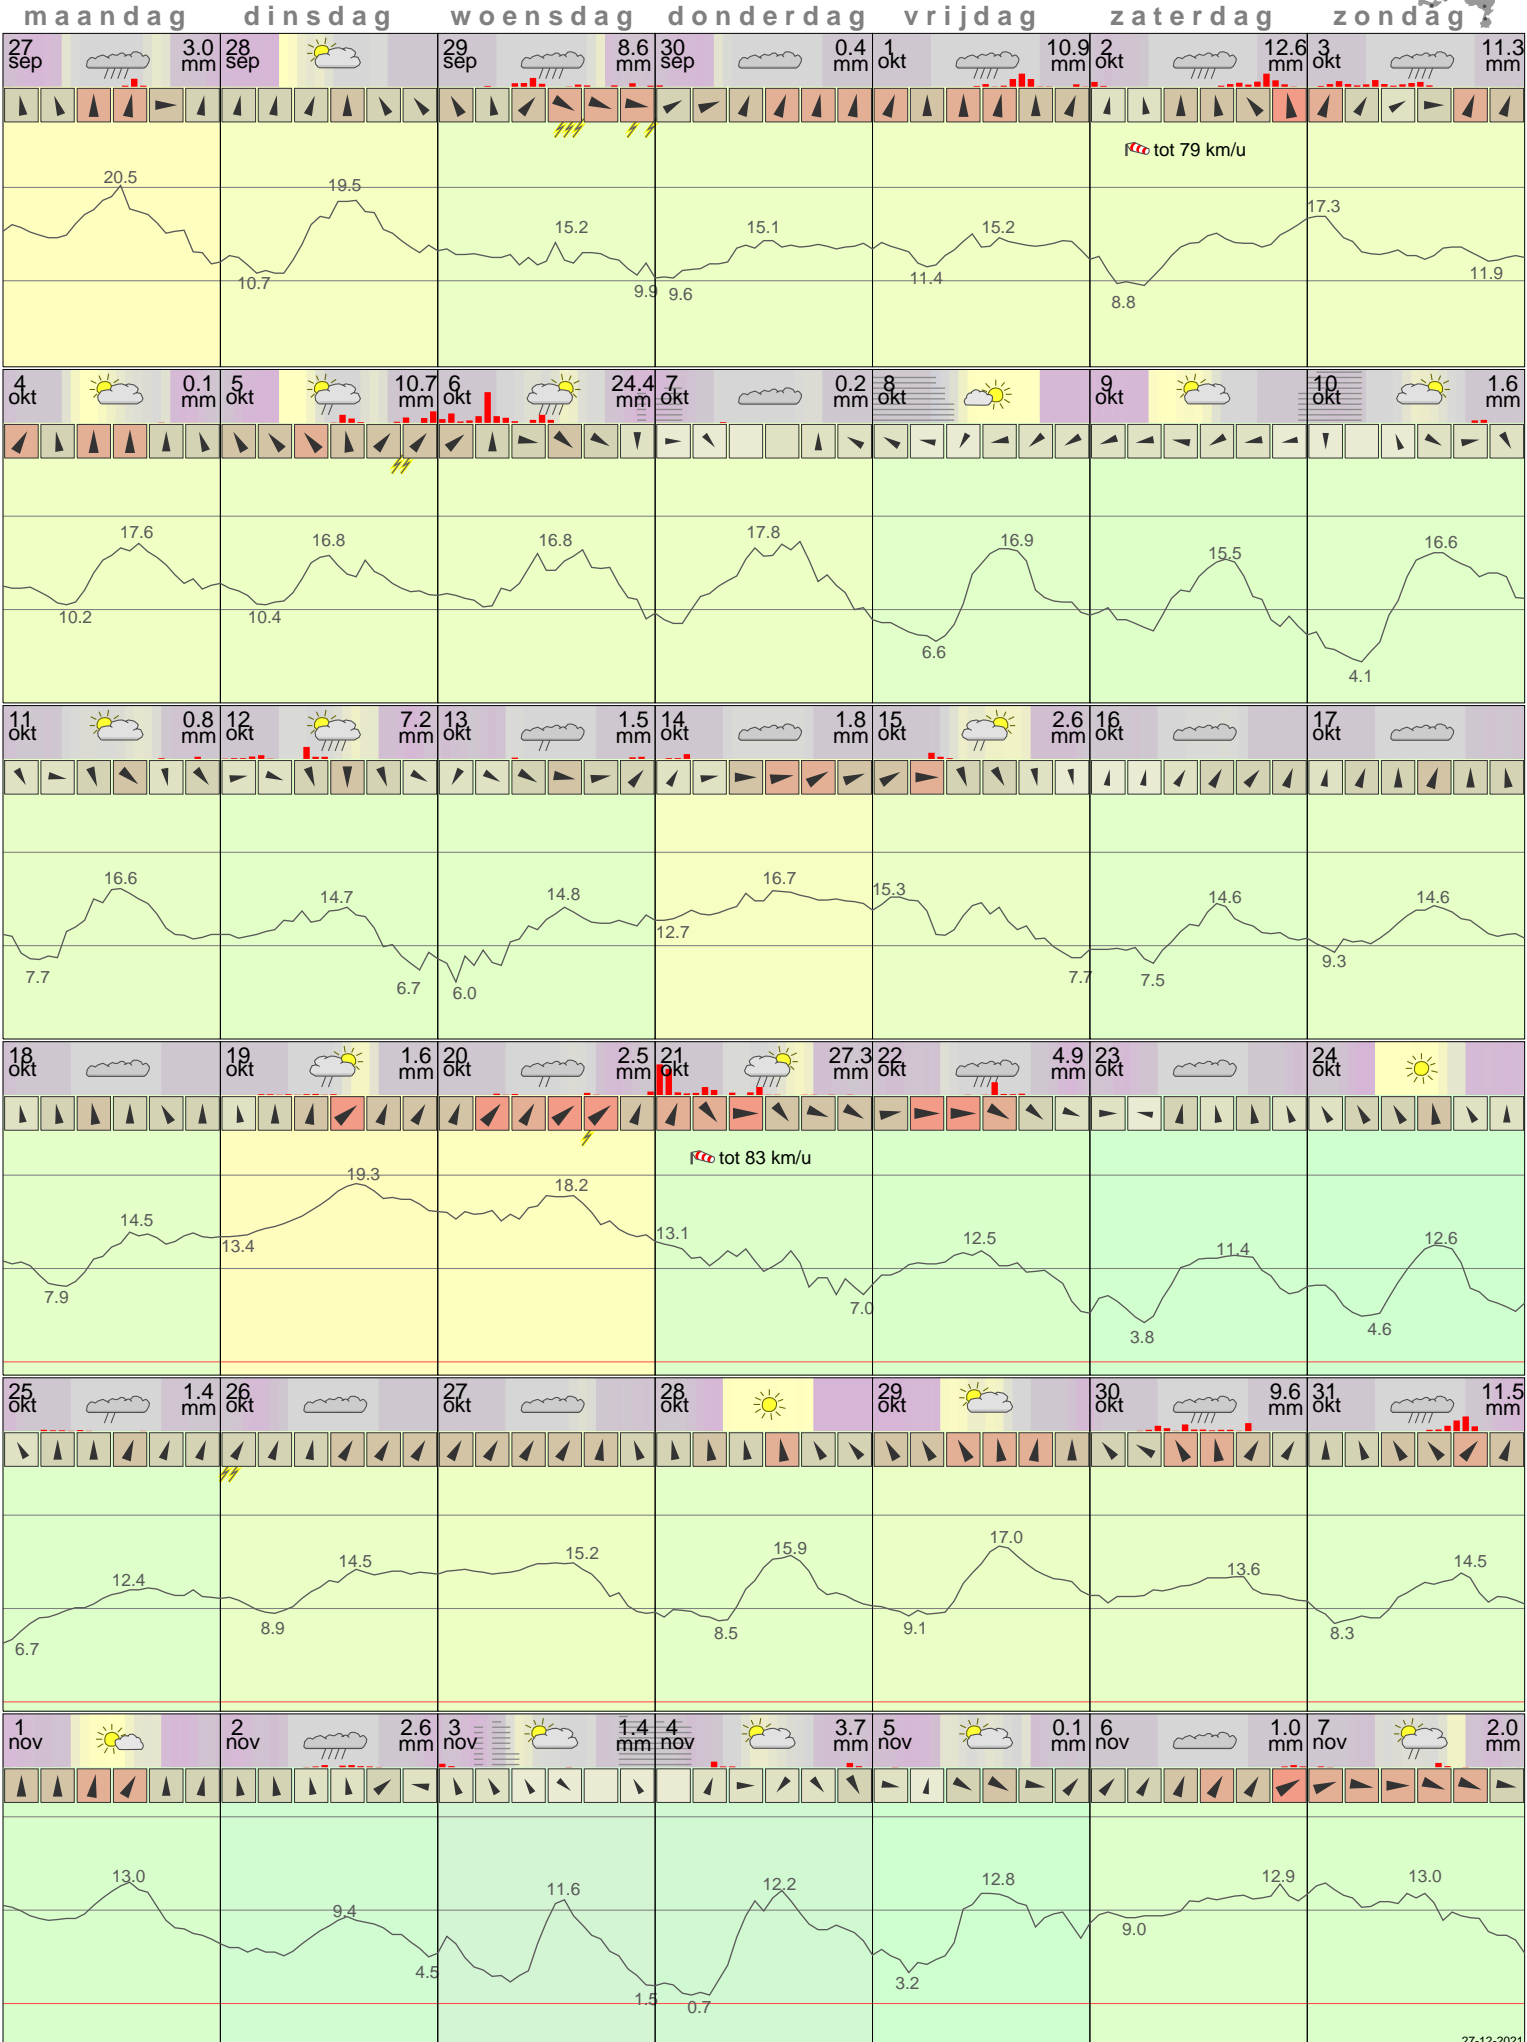 maandag dinsdag woensdag donderdag vrijdag zaterdag zondag
27 3.0 28 29 8.6 30 0.4 1 10.9 2 12.6 3 11.3
sep mm sep sep mm sep mm okt mm okt mm okt mm
tot 79 km/u
20.5 19.5 15.2 15.1 15.2 17.3
10.7 9.9 9.6 11.4 8.8 11.9
4 0.1 5 10.7 6 24.4 7 0.2 8 9 10 1.6
okt mm okt mm okt mm okt mm okt okt okt mm
17.6 16.8 16.8 17.8 16.9 15.5 16.6
10.2 10.4 6.6 4.1
11 0.8 12 7.2 13 1.5 14 1.8 15 2.6 16 17
okt mm okt mm okt mm okt mm okt mm okt okt
16.6 14.7 14.8 16.7 15.3 14.6 14.6
7.7 6.7 6.0 12.7 7.7 7.5 9.3
18 19 1.6 20 2.5 21 27.3 22 4.9 23 24
okt okt mm okt mm okt mm okt mm okt okt
tot 83 km/u
14.5 19.3 18.2 13.1 12.5 11.4 12.6
7.9 13.4 7.0 3.8 4.6
25 1.4 26 27 28 29 30 9.6 31 11.5
okt mm okt okt okt okt okt mm okt mm
12.4 14.5 15.2 15.9 17.0 13.6 14.5
6.7 8.9 8.5 9.1 8.3
1 2 2.6 3 1.4 4 3.7 5 0.1 6 1.0 7 2.0
nov nov mm nov mm nov mm nov mm nov mm nov mm
13.0 9.4 11.6 12.2 12.8 12.9 13.0
4.5 1.5 0.7 3.2 9.0
27-12-2021